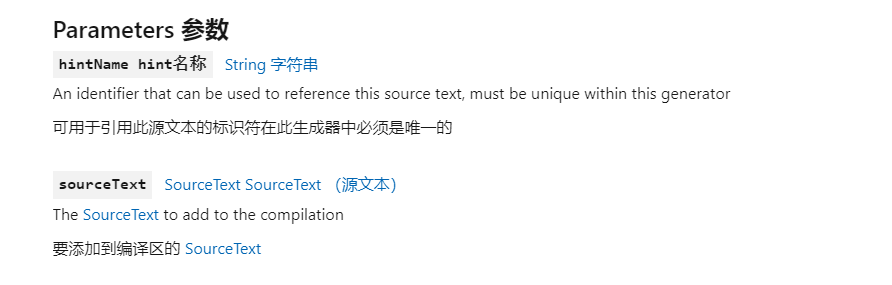 Parameters 参数
hintName hint名称 String 字符串
An identifier that can be used to reference this source text, must be unique within this generator
可用于引用此源文本的标识符在此生成器中必须是唯一的
sourceText SourceText SourceText （源文本）
The SourceText to add to the compilation
要添加到编译区的 SourceText